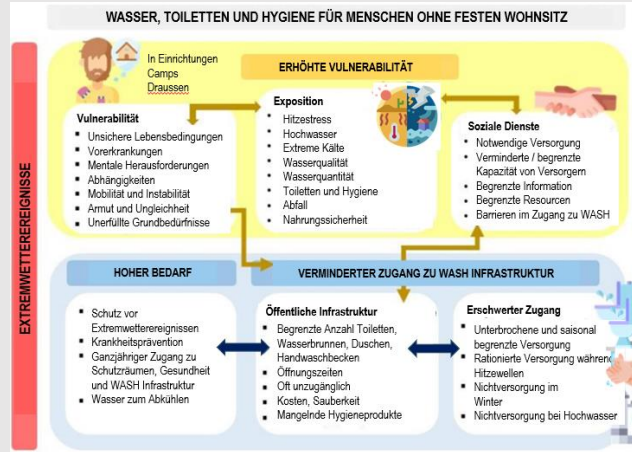 WASSER, TOILETTEN UND HYGIENE FÜR MENSCHEN OHNE FESTEN WOHNSITZ
EXTREMWETTEREREIGNISSE
In Einrichtungen
Camps
Draussen
ERHÖHTE VULNERABILITÄT
Vulnerabilität
Unsichere Lebensbedingungen
Vorerkrankungen
Mentale Herausforderungen
Abhängigkeiten
Mobilität und Instabilität
Armut und Ungleichheit
Unerfüllte Grundbedürfnisse
Exposition
Hitzestress
Hochwasser
Extreme Kälte
Wasserqualität
Wasserquantität
Toiletten und Hygiene
Abfall
Nahrungssicherheit
Soziale Dienste
Notwendige Versorgung
Verminderte / begrenzte
Kapazität von Versorgern
Begrenzte Information
Begrenzte Resourcen
Barrieren im Zugang zu WASH
HOHER BEDARF
Schutz vor
Extremwetterereignissen
Krankheitsprävention
Ganzjähriger Zugang zu
Schutzräumen, Gesundheit
und WASH Infrastruktur
Wasser zum Abkühlen
VERMINDERTER ZUGANG ZU WASH INFRASTRUKTUR
Öffentliche Infrastruktur
Begrenzte Anzahl Toiletten,
Wasserbrunnen, Duschen,
Handwaschbecken
Öffnungszeiten
Oft unzugänglich
Kosten, Sauberkeit
Mangelnde Hygieneprodukte
Erschwerter Zugang
Unterbrochene und saisonal
begrenzte Versorgung
Rationierte Versorgung während
Hitzewellen
Nichtversorgung im
Winter
Nichtversorgung bei Hochwasser